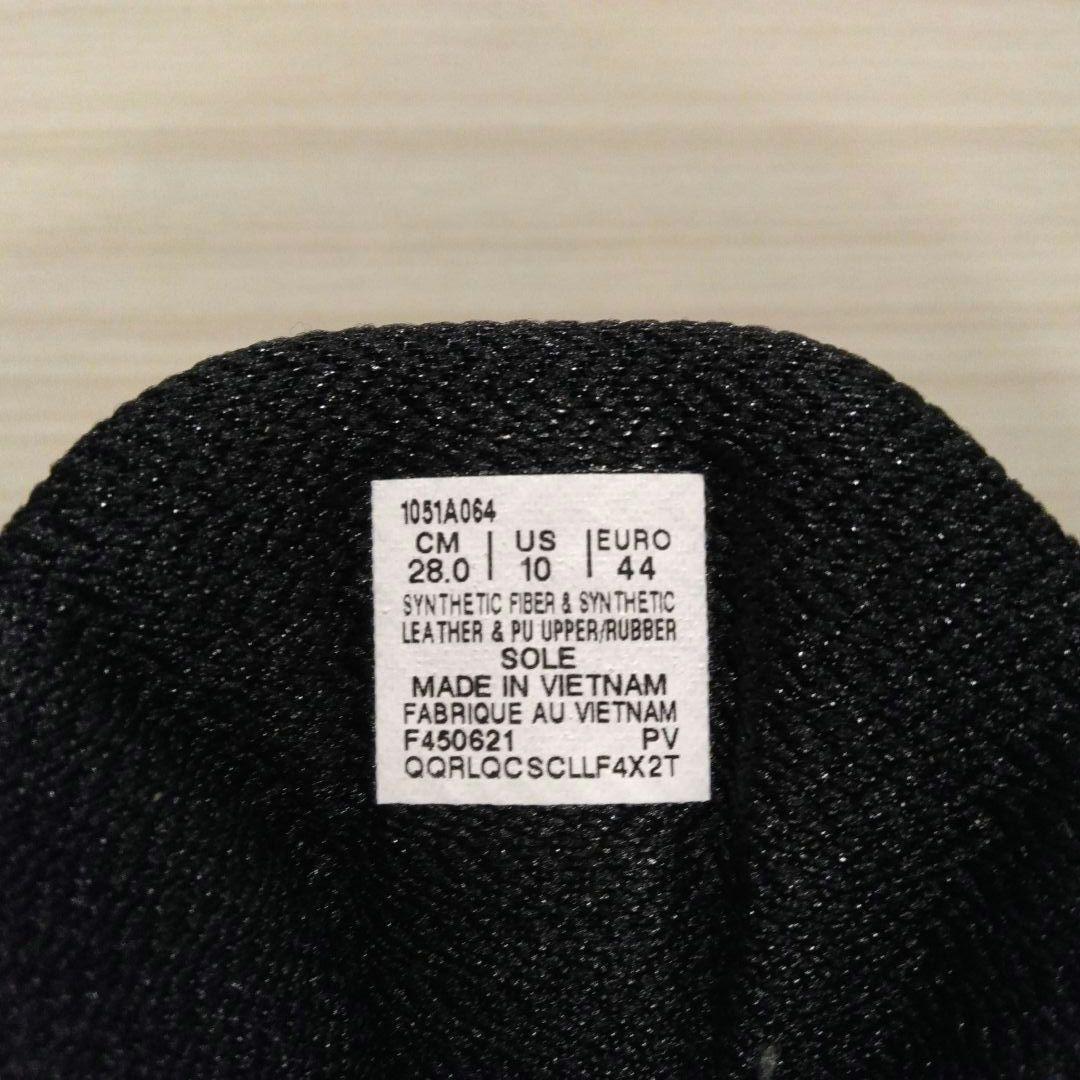 1051A064
CM | US | EURO
28.0 | 10 | 44
SYNTHETIC FIBER & SYNTHETIC
LEATHER & PU UPPER/RUBBER
SOLE
MADE IN VIETNAM
FABRIQUE AU VIETNAM
F450621 PV
QQRLQCSCLLF4X2T